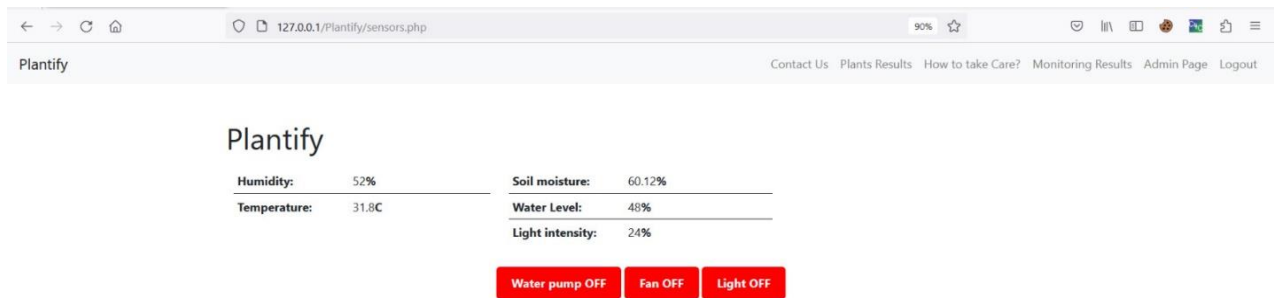 127.0.0.1/Plantify/sensors.php 90%
Plantify Contact Us Plants Results How to take Care? Monitoring Results Admin Page Logout
Plantify
Humidity: 52% Soil moisture: 60.12%
Temperature: 31.8C Water Level: 48%
Light intensity: 24%
Water pump OFF Fan OFF Light OFF